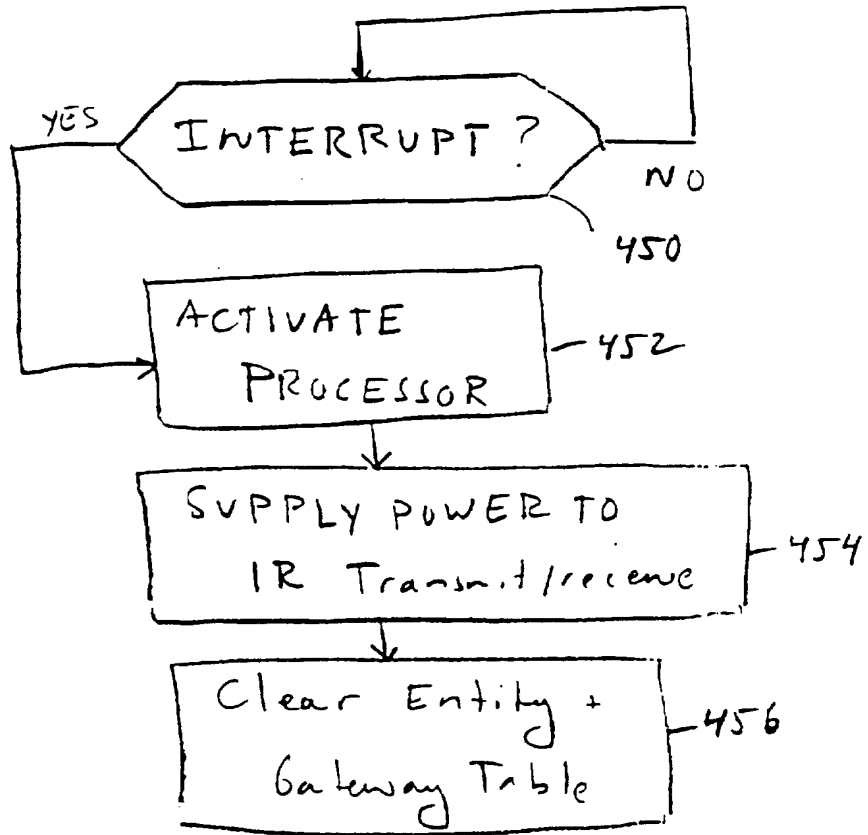 YES
INTERRUPT ?
NO
450
ACTIVATE
PROCESSOR
452
SUPPLY POWER TO
IR Transmit/recieve
454
Clear Entity +
Gateway Table
456